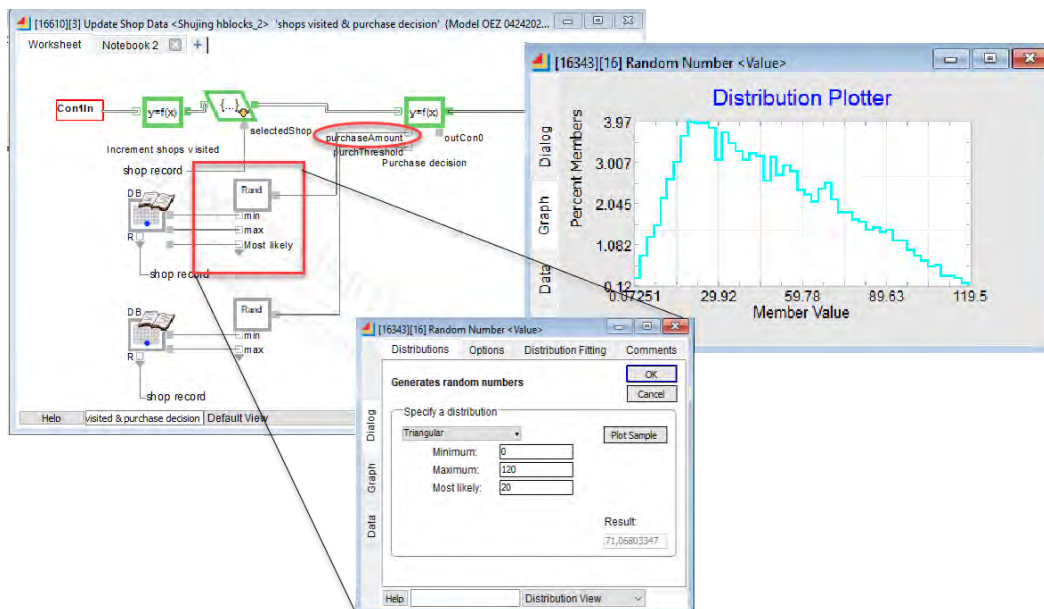 [16610][3] Update Shop Data <Shujing hblocks_2> 'shops visited & purchase decision' {Model OEZ 0424202...
Worksheet Notebook 2 +
Con1In
y=f(x)
{...}
y=f(x)
selectedShop
purchaseAmount
outCon0
purchThreshold
Increment shops visited
Purchase decision
shop record
DB
Rand
min
max
R
Most likely
shop record
DB
Rand
min
max
R
shop record
Help
visited & purchase decision
Default View
[16343][16] Random Number <Value>
Dialog
Graph
Data
Distribution Plotter
Percent Members
3.97
3.007
2.045
1.082
0.12
0.07251 29.92 59.78 89.63 119.5
Member Value
[16343][16] Random Number <Value>
Distributions Options Distribution Fitting Comments
Dialog
Graph
Data
Generates random numbers
OK
Cancel
Specify a distribution
Triangular
Plot Sample
Minimum: 0
Maximum: 120
Most likely: 20
Result:
71,06803347
Help
Distribution View